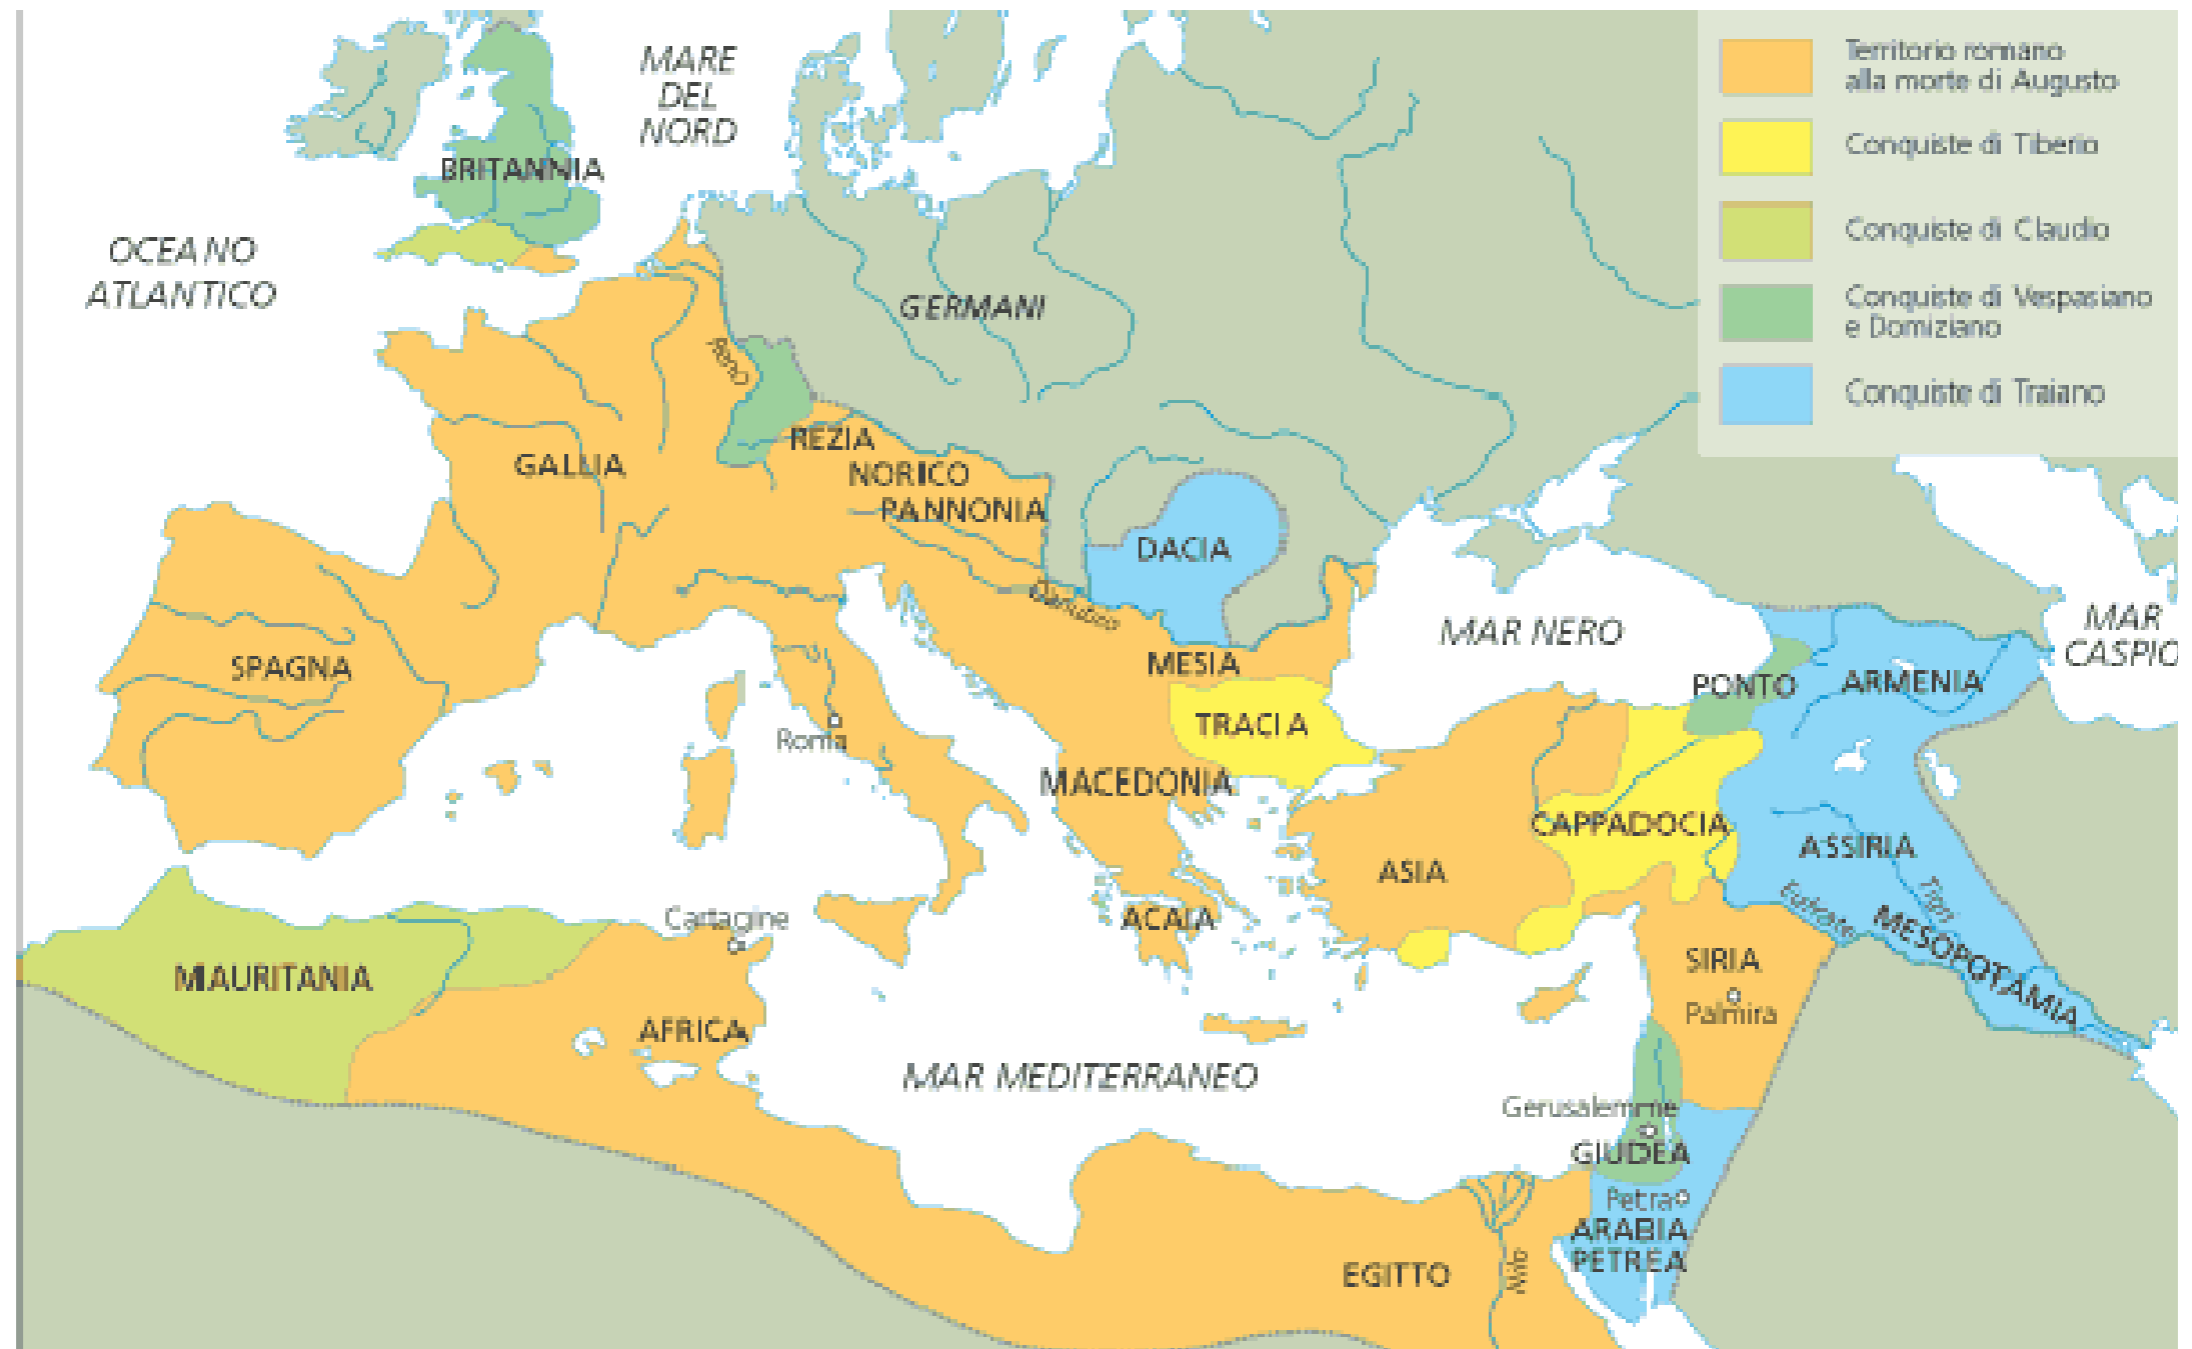 Territorio romano
alla morte di Augusto
Conquiste di Tiberio
Conquiste di Claudio
Conquiste di Vespasiano
e Domiziano
Conquiste di Traiano
MARE
DEL
NORD
BRITANNIA
OCEANO
ATLANTICO
GERMANI
Reno
REZIA
GALLIA
NORICO
PANNONIA
DACIA
Danubio
MAR NERO
MAR
CASPIO
SPAGNA
MESIA
PONTO
ARMENIA
TRACIA
Roma
MACEDONIA
CAPPADOCIA
ASSIRIA
ASIA
Eufrate
Tigri
Cartagine
ACAIA
MESOPOTAMIA
SIRIA
MAURITANIA
Palmira
AFRICA
MAR MEDITERRANEO
Gerusalemme
GIUDEA
Petra
ARABIA
PETREA
EGITTO
Nilo